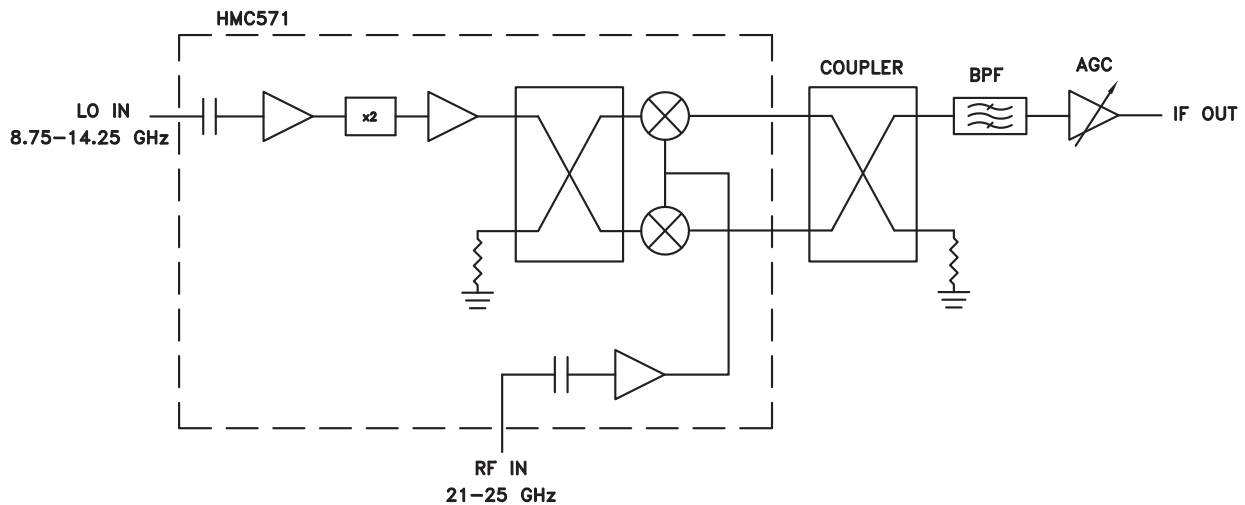 HMC571
COUPLER
BPF
AGC
LO IN
8.75-14.25 GHz
x2
IF OUT
RF IN
21-25 GHz